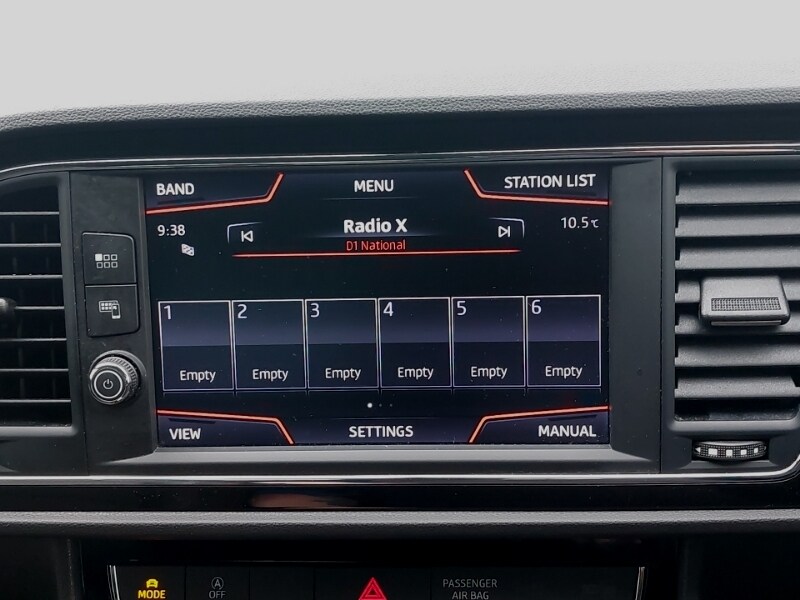 BAND MENU STATION LIST
9:38 Radio X 10.5°C
D1 National
1 2 3 4 5 6
Empty Empty Empty Empty Empty Empty
VIEW SETTINGS MANUAL
MODE OFF PASSENGER
AIR BAG